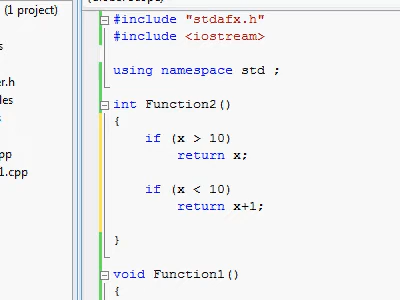 (1 project)
s
er.h
les
s
pp
1.cpp
#include "stdafx.h"
#include <iostream>
using namespace std ;
int Function2()
{
if (x > 10)
return x;
if (x < 10)
return x+1;
}
void Function1()
{